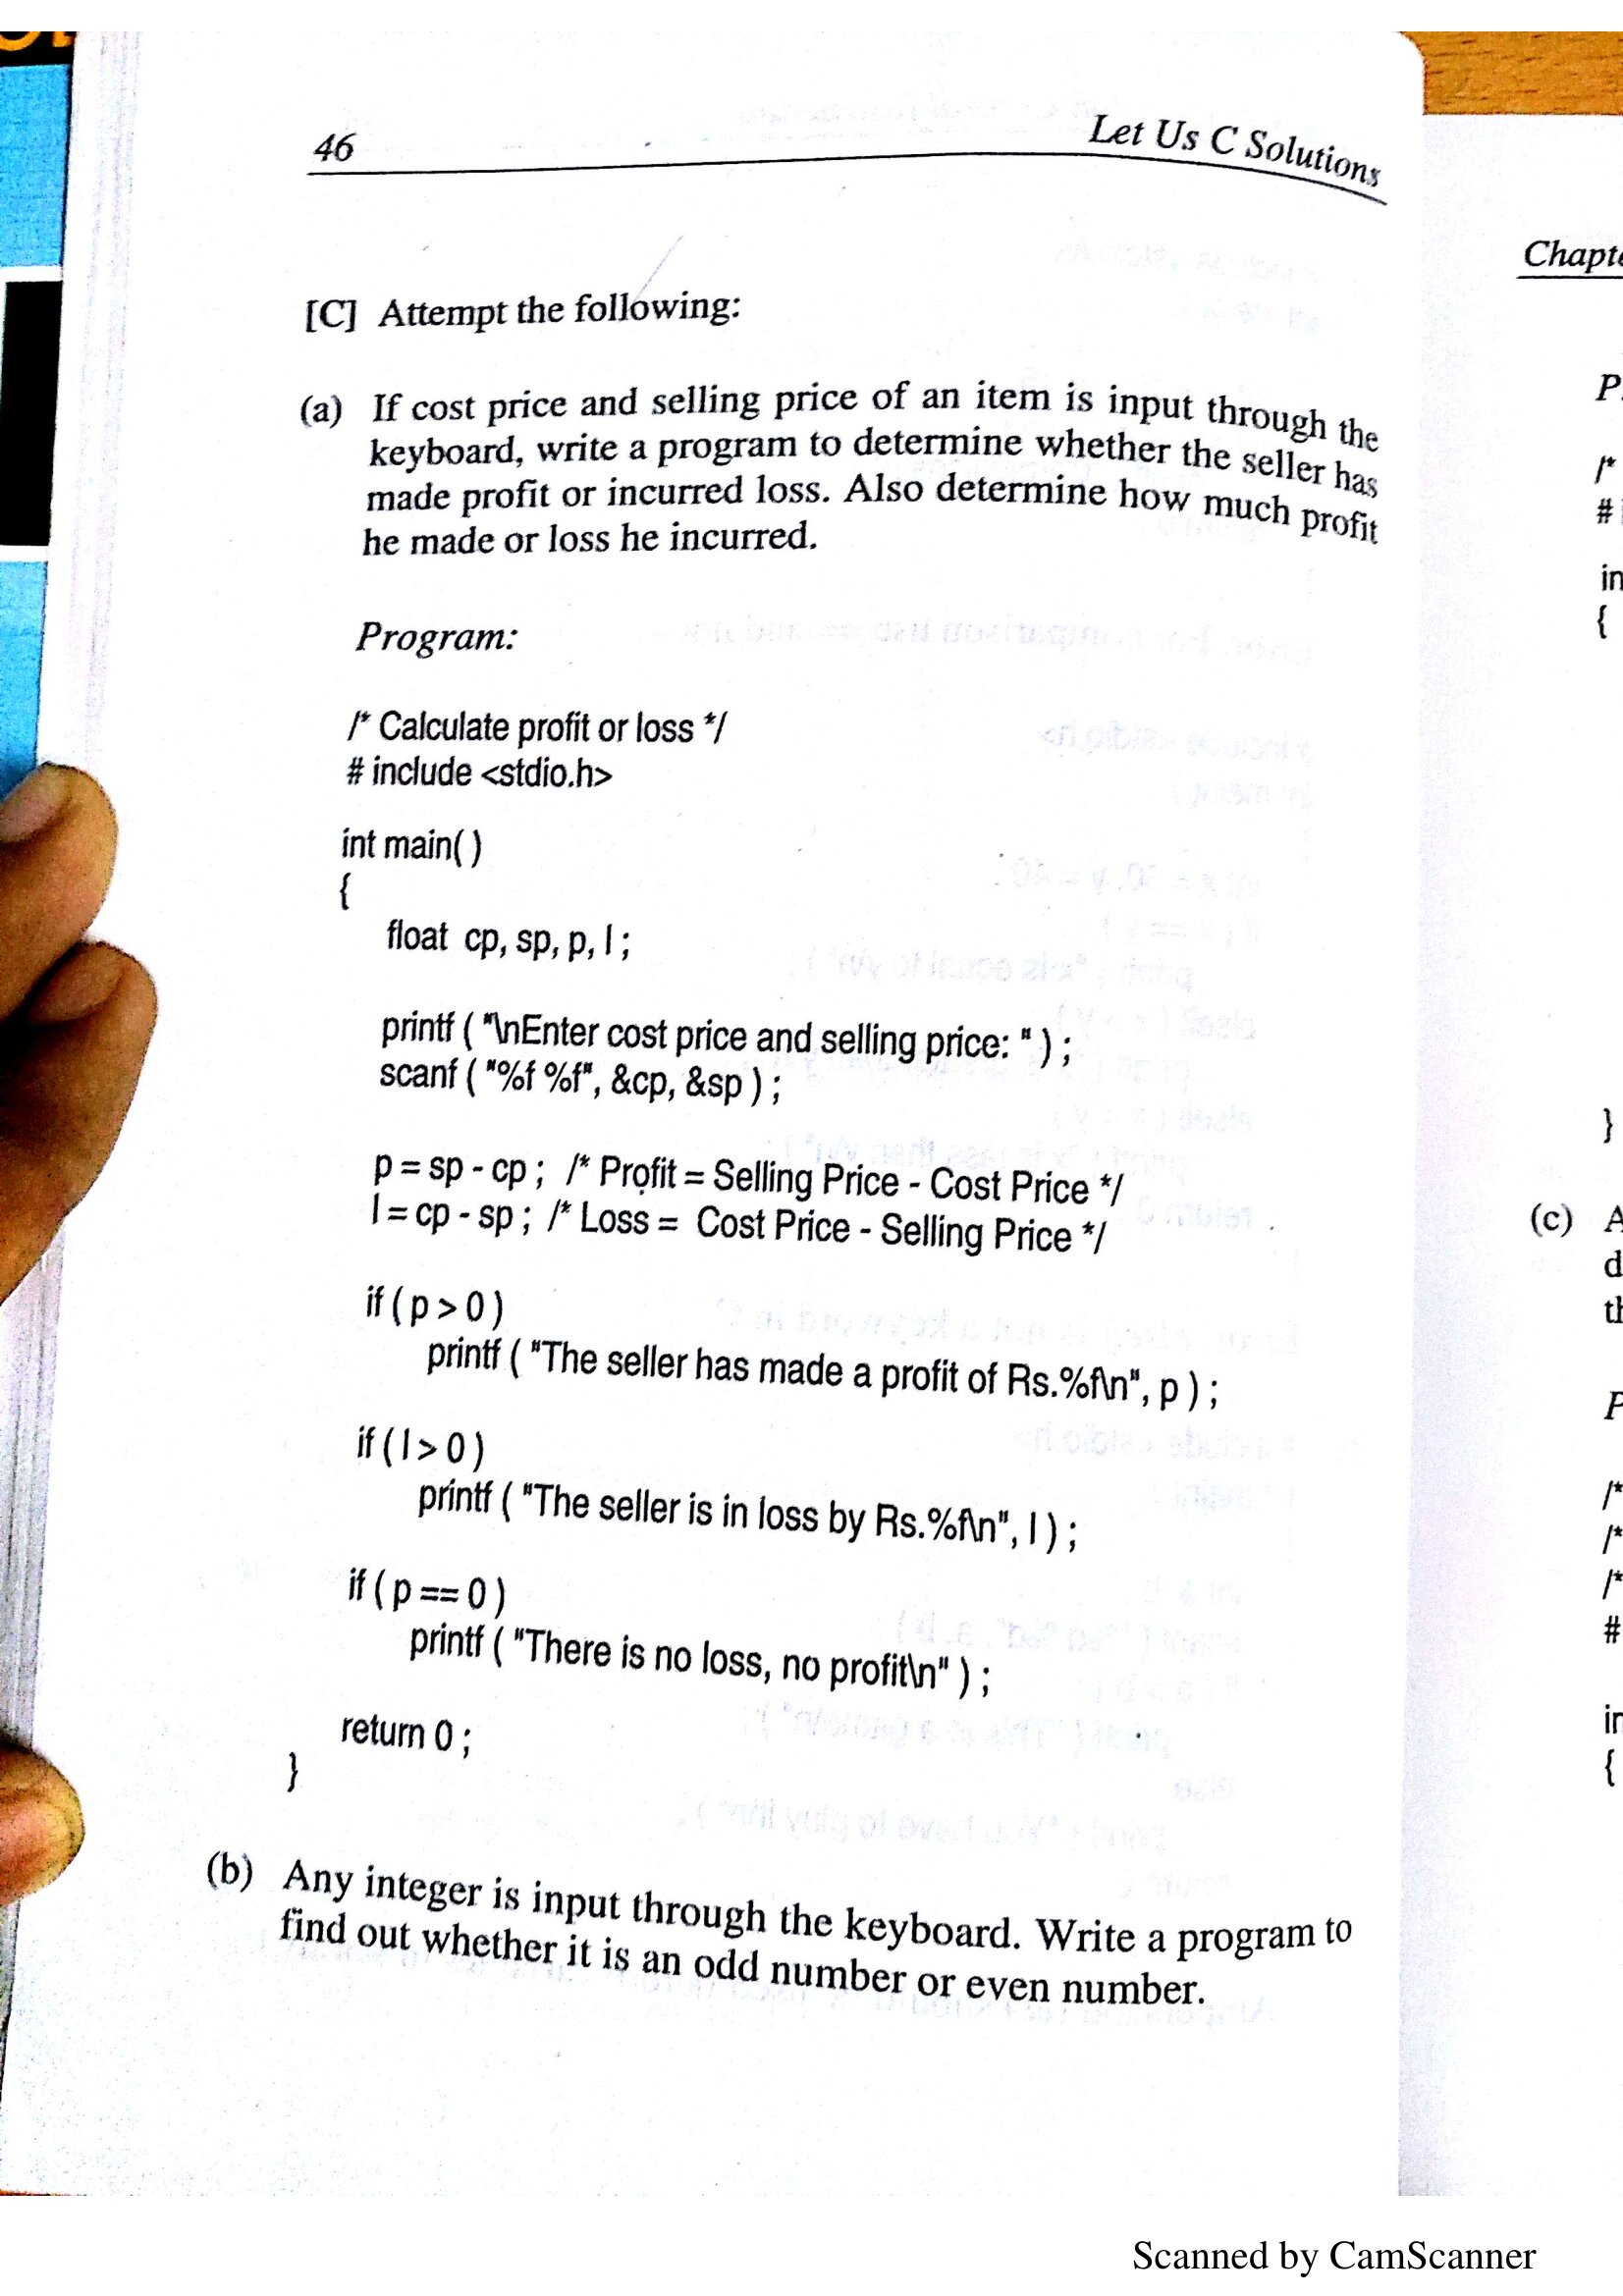 46
Let Us C Solutions
[C] Attempt the following:
(a) If cost price and selling price of an item is input through the
keyboard, write a program to determine whether the seller has
made profit or incurred loss. Also determine how much profit
he made or loss he incurred.
Program:
/* Calculate profit or loss */
# include <stdio.h>
int main( )
{
float cp, sp, p, l ;
printf ( "\nEnter cost price and selling price: " ) ;
scanf ( "%f %f", &cp, &sp ) ;
p = sp - cp ; /* Profit = Selling Price - Cost Price */
l = cp - sp ; /* Loss = Cost Price - Selling Price */
if ( p > 0 )
printf ( "The seller has made a profit of Rs.%f\n", p ) ;
if ( l > 0 )
printf ( "The seller is in loss by Rs.%f\n", l ) ;
if ( p == 0 )
printf ( "There is no loss, no profit\n" ) ;
return 0 ;
}
(b) Any integer is input through the keyboard. Write a program to
find out whether it is an odd number or even number.
/*
#
{
}
(c)
/*
/*
/*
#
{
Scanned by CamScanner